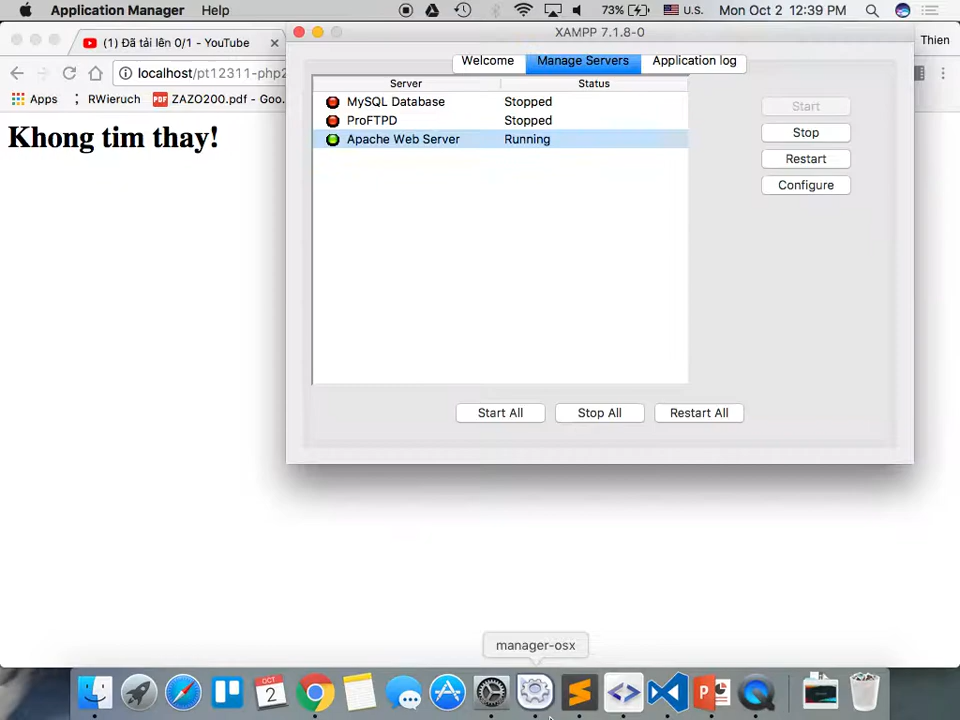 Application Manager Help 73% U.S. Mon Oct 2 12:39 PM
(1) Đã tải lên 0/1 - YouTube
XAMPP 7.1.8-0
Thien
localhost/pt12311-php2
Welcome Manage Servers Application log
Apps RWieruch PDF ZAZO200.pdf - Goo.
Server Status
MySQL Database Stopped
ProFTPD Stopped
Apache Web Server Running
Start
Stop
Restart
Configure
Khong tim thay!
Start All Stop All Restart All
manager-osx
OCT
2